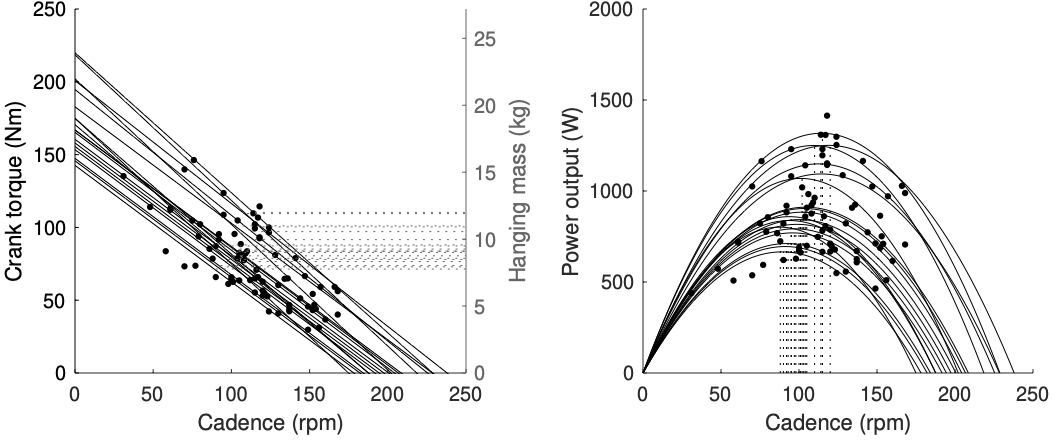 250
200
150
100
50
0
Crank torque (Nm)
0 50 100 150 200 250
Cadence (rpm)
25
20
15
10
5
0
Hanging mass (kg)
2000
1500
1000
500
0
Power output (W)
0 50 100 150 200 250
Cadence (rpm)